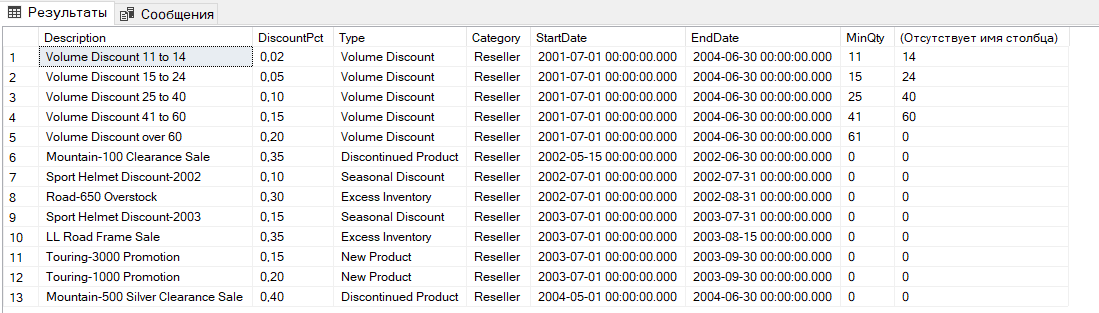 Результаты Сообщения
Description DiscountPct Type Category StartDate EndDate MinQty (Отсутствует имя столбца)
1 Volume Discount 11 to 14 0,02 Volume Discount Reseller 2001-07-01 00:00:00.000 2004-06-30 00:00:00.000 11 14
2 Volume Discount 15 to 24 0,05 Volume Discount Reseller 2001-07-01 00:00:00.000 2004-06-30 00:00:00.000 15 24
3 Volume Discount 25 to 40 0,10 Volume Discount Reseller 2001-07-01 00:00:00.000 2004-06-30 00:00:00.000 25 40
4 Volume Discount 41 to 60 0,15 Volume Discount Reseller 2001-07-01 00:00:00.000 2004-06-30 00:00:00.000 41 60
5 Volume Discount over 60 0,20 Volume Discount Reseller 2001-07-01 00:00:00.000 2004-06-30 00:00:00.000 61 0
6 Mountain-100 Clearance Sale 0,35 Discontinued Product Reseller 2002-05-15 00:00:00.000 2002-06-30 00:00:00.000 0 0
7 Sport Helmet Discount-2002 0,10 Seasonal Discount Reseller 2002-07-01 00:00:00.000 2002-07-31 00:00:00.000 0 0
8 Road-650 Overstock 0,30 Excess Inventory Reseller 2002-07-01 00:00:00.000 2002-08-31 00:00:00.000 0 0
9 Sport Helmet Discount-2003 0,15 Seasonal Discount Reseller 2003-07-01 00:00:00.000 2003-07-31 00:00:00.000 0 0
10 LL Road Frame Sale 0,35 Excess Inventory Reseller 2003-07-01 00:00:00.000 2003-08-15 00:00:00.000 0 0
11 Touring-3000 Promotion 0,15 New Product Reseller 2003-07-01 00:00:00.000 2003-09-30 00:00:00.000 0 0
12 Touring-1000 Promotion 0,20 New Product Reseller 2003-07-01 00:00:00.000 2003-09-30 00:00:00.000 0 0
13 Mountain-500 Silver Clearance Sale 0,40 Discontinued Product Reseller 2004-05-01 00:00:00.000 2004-06-30 00:00:00.000 0 0